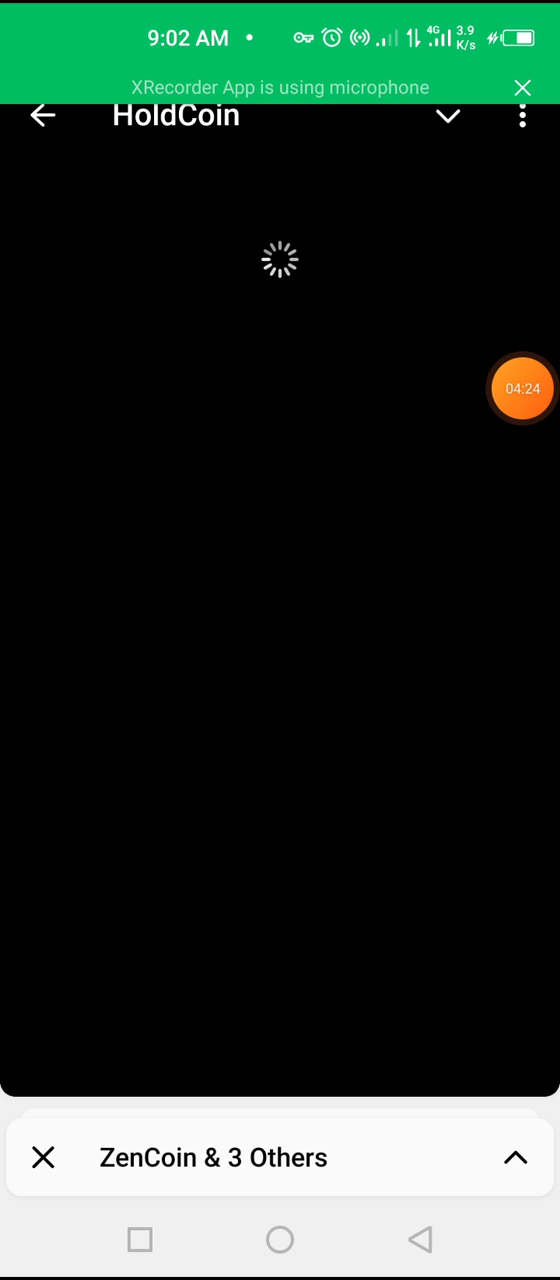 9:02 AM
4G 3.9 K/s
XRecorder App is using microphone
HoldCoin
04:24
ZenCoin & 3 Others